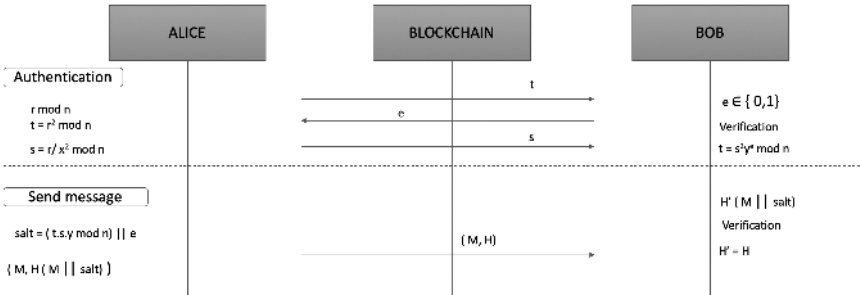 ALICE
BLOCKCHAIN
BOB
Authentication
r mod n
t = r² mod n
s = r/ x² mod n
t
e
s
e ∈ { 0,1}
Verification
t = s²yᵉ mod n
Send message
salt = ( t.s.y mod n) || e
( M, H ( M || salt) )
( M, H)
H' ( M || salt)
Verification
H' = H